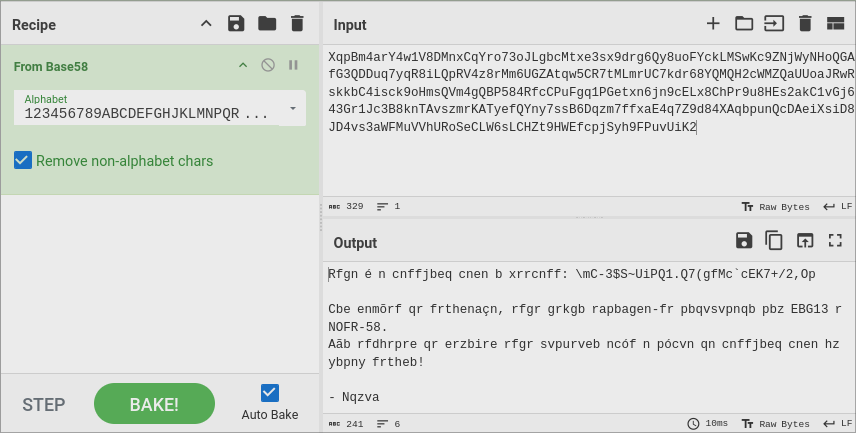 Recipe
From Base58
Alphabet
123456789ABCDEFGHJKLMNPQR ...
Remove non-alphabet chars
STEP
BAKE!
Auto Bake
Input
XqpBm4arY4w1V8DMnxCqYro73oJLgbcMtxe3sx9drg6Qy8uoFYckLMSwKc9ZNjWyNHoQGA
fG3QDDuq7yqR8iLQpRV4z8rMm6UGZAtqw5CR7tMLmrUC7kdr68YQMQH2cWMZQaUUoaJRwR
skkbC4isck9oHmsQVm4gQBP584RfcCPuFgq1PGetxn6jn9cELx8ChPr9u8HEs2akC1vGj6
43Gr1Jc3B8knTAvszmrKATyefQYny7ssB6Dqzm7ffxaE4q7Z9d84XAqbpunQcDAeiXsiD8
JD4vs3aWFMuVVhURoSeCLW6sLCHZt9HWEfcpjSyh9FPuvUiK2
ABC 329 1 Raw Bytes LF
Output
Rfgn é n cnffjbeq cnen b xrrcnff: \mC-3$S~UiPQ1.Q7(gfMc`cEK7+/2,Op
Cbe enmõrf qr frthenaçn, rfgr grkgb rapbagen-fr pbqvsvpnqb pbz EBG13 r
NOFR-58.
Aãb rfdhrpre qr erzbire rfgr svpurveb ncóf n pócvn qn cnffjbeq cnen hz
ybpny frtheb!
- Nqzva
ABC 241 6 10ms Raw Bytes LF